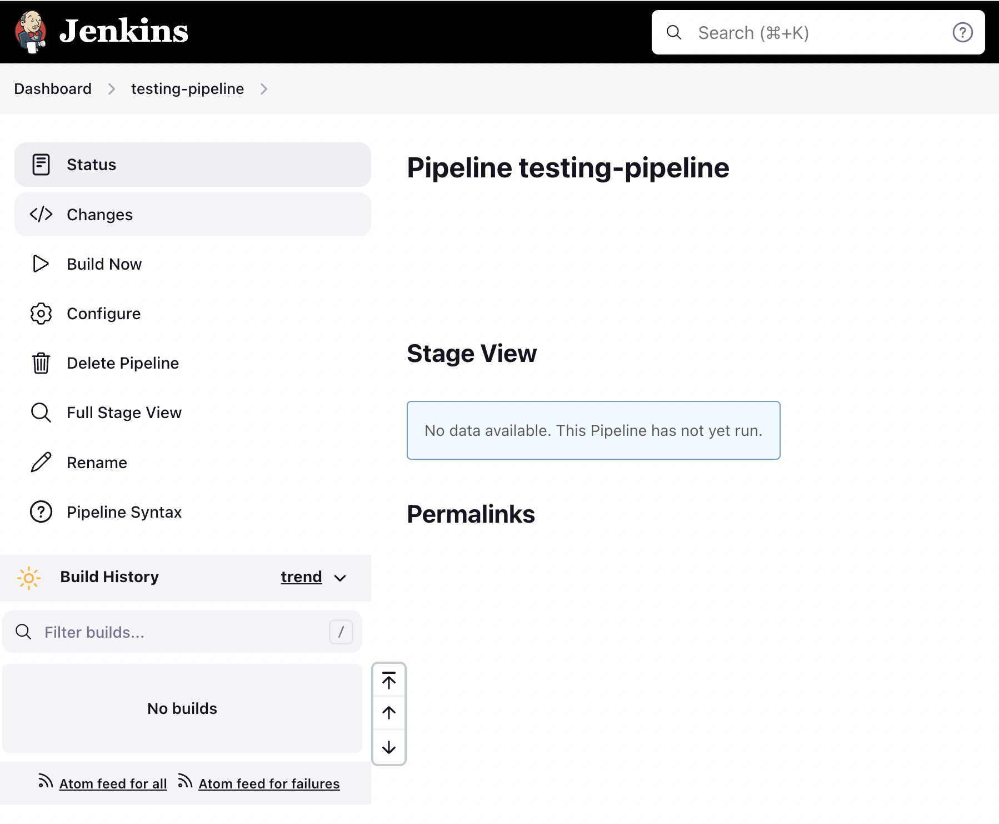 Jenkins
Search (⌘+K)
Dashboard
testing-pipeline
Status
Changes
Build Now
Configure
Delete Pipeline
Full Stage View
Rename
Pipeline Syntax
Build History
trend
Filter builds...
/
No builds
Atom feed for all
Atom feed for failures
Pipeline testing-pipeline
Stage View
No data available. This Pipeline has not yet run.
Permalinks